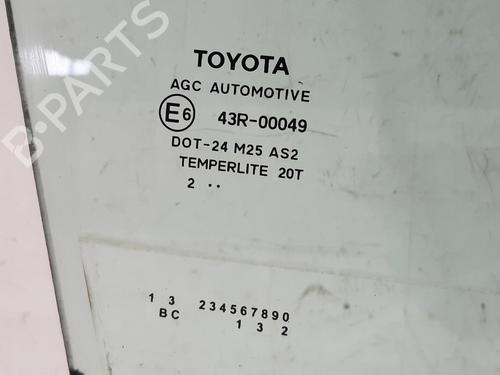 B-PARTS
TOYOTA
AGC AUTOMOTIVE
E6 43R-00049
DOT-24 M25 AS2
TEMPERLITE 20T
2 ··
1 3 234567890
BC 1 3 2